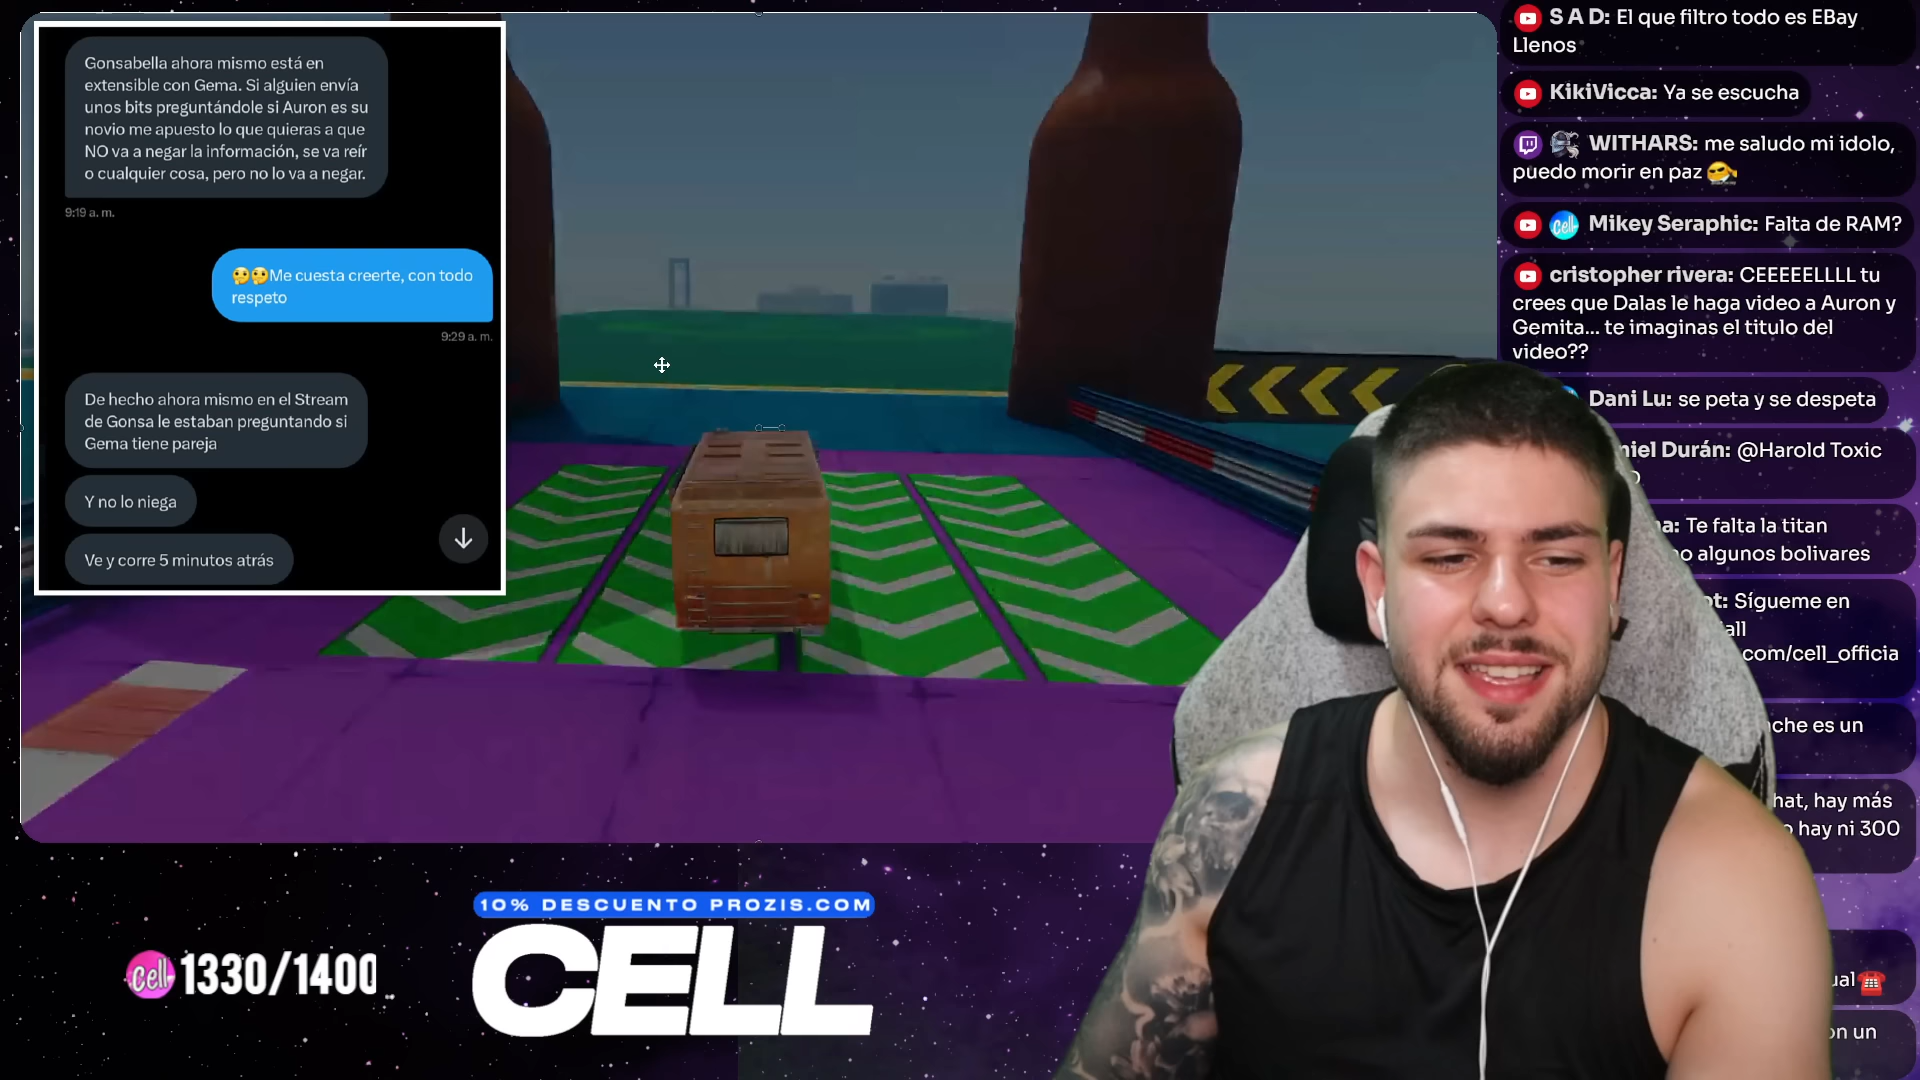 Gonsabella ahora mismo está en
extensible con Gema. Si alguien envía
unos bits preguntándole si Auron es su
novio me apuesto lo que quieras a que
NO va a negar la información, se va reír
o cualquier cosa, pero no lo va a negar.
9:19 a. m.
🤔🤔Me cuesta creerte, con todo
respeto
9:29 a. m.
De hecho ahora mismo en el Stream
de Gonsa le estaban preguntando si
Gema tiene pareja
Y no lo niega
Ve y corre 5 minutos atrás
S A D: El que filtro todo es EBay
Llenos
KikiVicca: Ya se escucha
WITHARS: me saludo mi idolo,
puedo morir en paz
cell
Mikey Seraphic: Falta de RAM?
cristopher rivera: CEEEEELLLL tu
crees que Dalas le haga video a Auron y
Gemita... te imaginas el titulo del
video??
Dani Lu: se peta y se despeta
Durán: @Harold Toxic
Te falta la titan
algunos bolivares
Sígueme en
com/cell_officia
es un
hay más
hay ni 300
un
10% DESCUENTO PROZIS.COM
CELL
cell 1330/1400